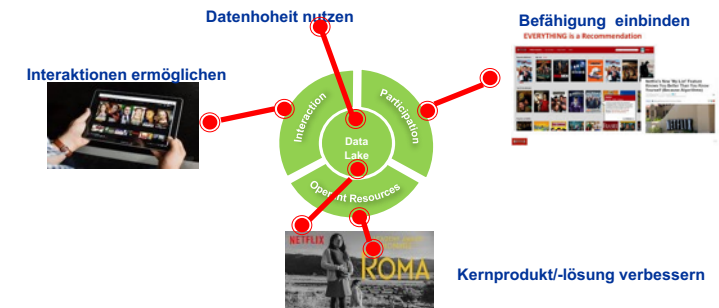 Datenhoheit nutzen
Befähigung einbinden
EVERYTHING is a Recommendation
Interaktionen ermöglichen
Interaction
Participation
Data
Lake
Operant Resources
NETFLIX
ROMA
Kernprodukt/-lösung verbessern